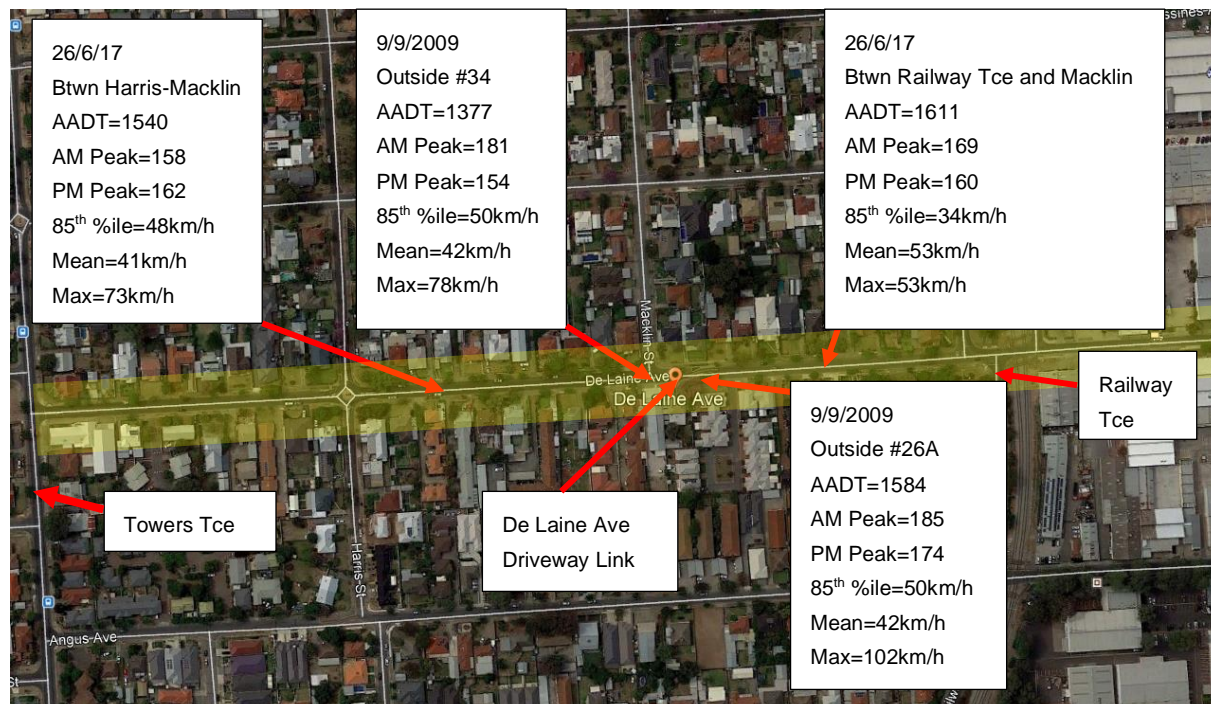 26/6/17
Btwn Harris-Macklin
AADT=1540
AM Peak=158
PM Peak=162
85th %ile=48km/h
Mean=41km/h
Max=73km/h
9/9/2009
Outside #34
AADT=1377
AM Peak=181
PM Peak=154
85th %ile=50km/h
Mean=42km/h
Max=78km/h
26/6/17
Btwn Railway Tce and Macklin
AADT=1611
AM Peak=169
PM Peak=160
85th %ile=34km/h
Mean=53km/h
Max=53km/h
Macklin St
De Laine Ave
De Laine Ave
Railway
Tce
9/9/2009
Outside #26A
AADT=1584
AM Peak=185
PM Peak=174
85th %ile=50km/h
Mean=42km/h
Max=102km/h
Towers Tce
De Laine Ave
Driveway Link
Harris-St
Angus-Ave
St